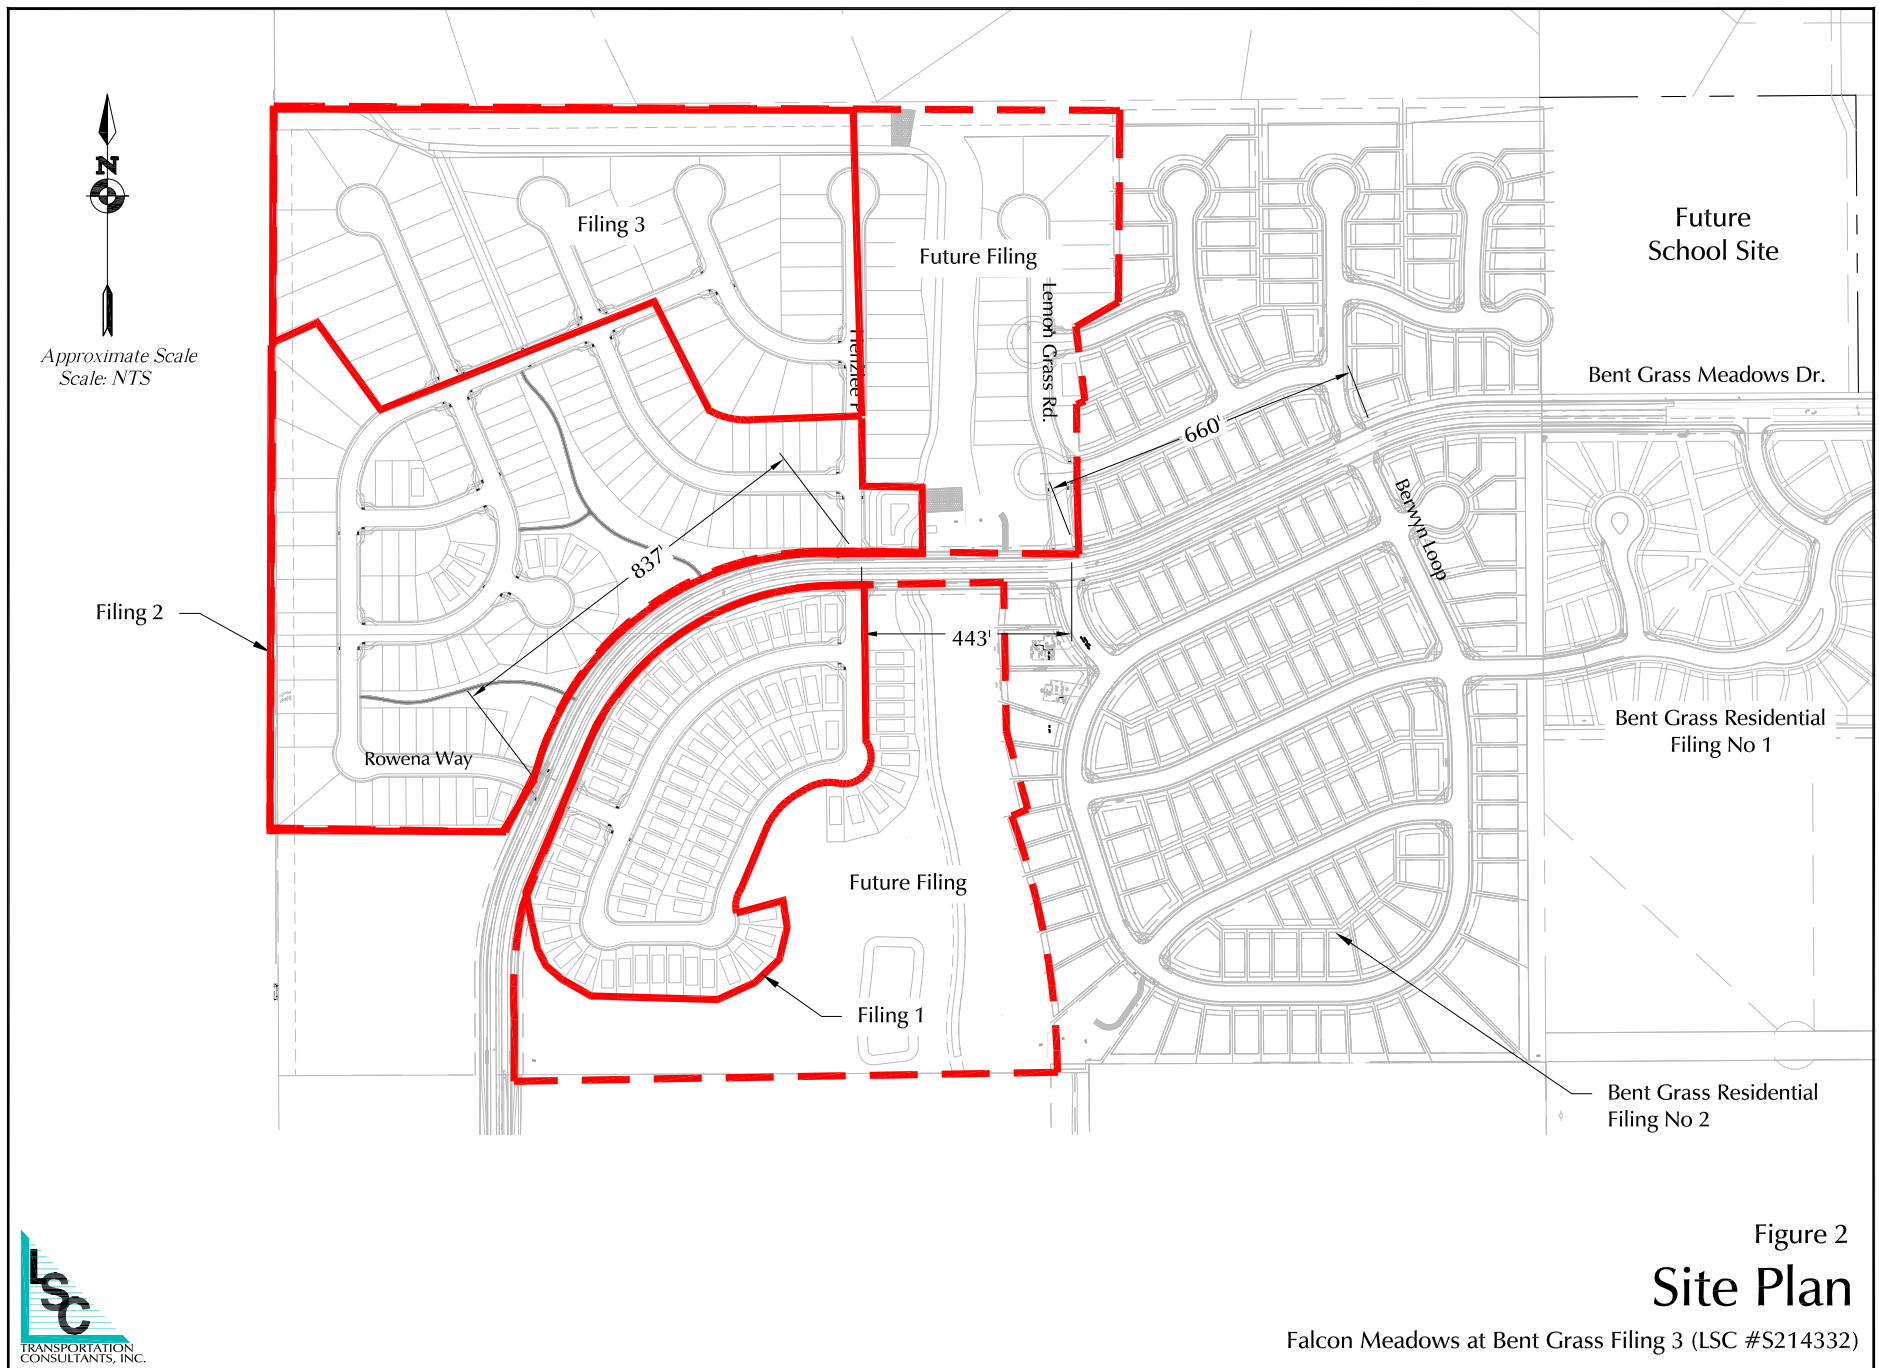 N
Approximate Scale
Scale: NTS
Filing 3
Future Filing
Future
School Site
Lemon Grass Rd.
Bent Grass Meadows Dr.
660'
Berwyn Loop
837'
Filing 2
443'
Bent Grass Residential
Filing No 1
Rowena Way
Future Filing
Filing 1
Bent Grass Residential
Filing No 2
Figure 2
Site Plan
Falcon Meadows at Bent Grass Filing 3 (LSC #S214332)
LSC
TRANSPORTATION
CONSULTANTS, INC.